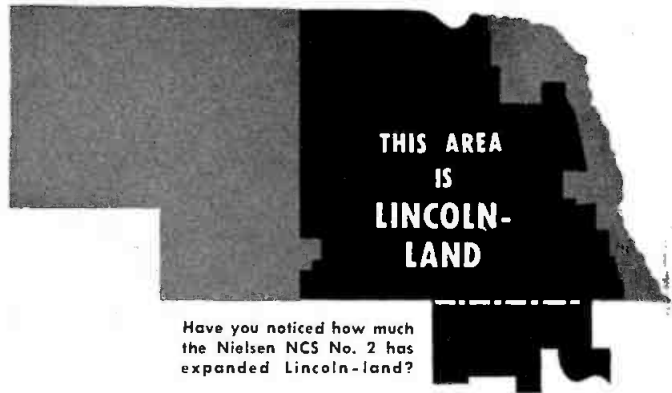 THIS AREA
IS
LINCOLN-
LAND
Have you noticed how much
the Nielsen NCS No. 2 has
expanded Lincoln-land?